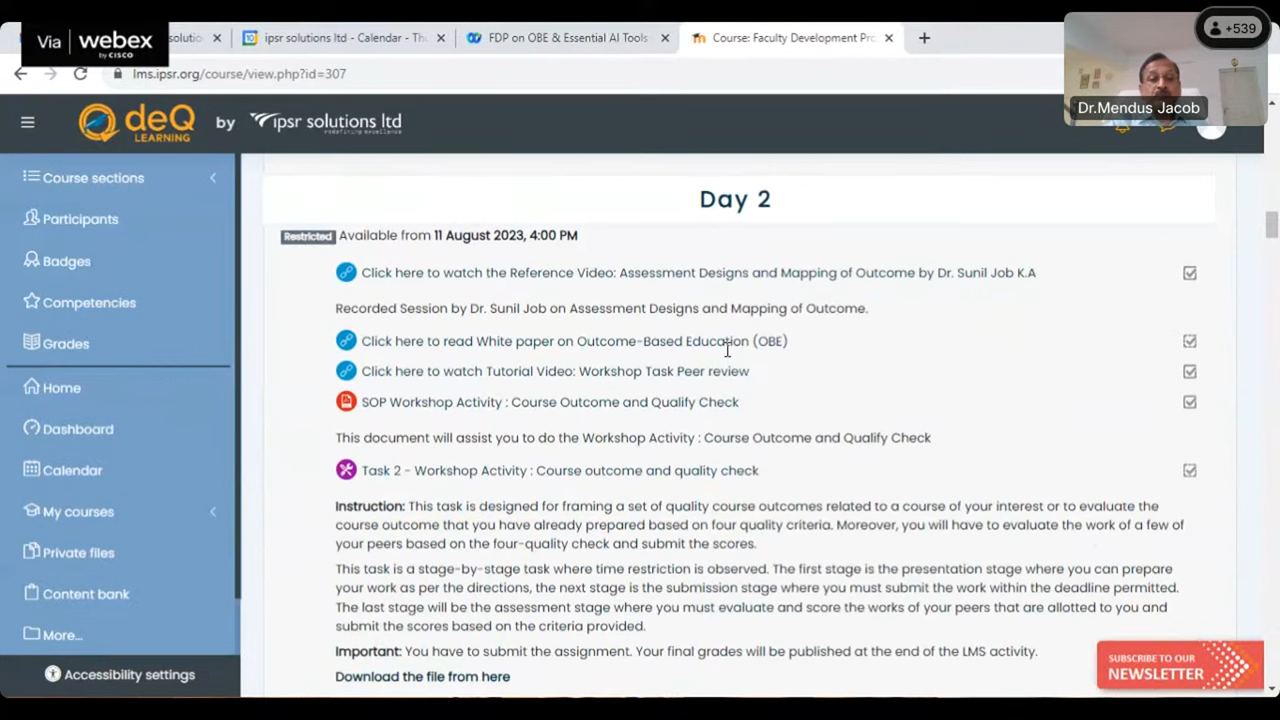 Via webex
by CISCO
solutio
ipsr solutions ltd - Calendar - Thu
FDP on OBE & Essential AI Tools
Course: Faculty Development Pro
+539
lms.ipsr.org/course/view.php?id=307
Dr.Mendus Jacob
deQ
LEARNING
by
ipsr solutions ltd
redefining excellence
Course sections
Participants
Badges
Competencies
Grades
Home
Dashboard
Calendar
My courses
Private files
Content bank
More...
Accessibility settings
Day 2
Restricted Available from 11 August 2023, 4:00 PM
Click here to watch the Reference Video: Assessment Designs and Mapping of Outcome by Dr. Sunil Job K.A
Recorded Session by Dr. Sunil Job on Assessment Designs and Mapping of Outcome.
Click here to read White paper on Outcome-Based Education (OBE)
Click here to watch Tutorial Video: Workshop Task Peer review
SOP Workshop Activity : Course Outcome and Qualify Check
This document will assist you to do the Workshop Activity : Course Outcome and Qualify Check
Task 2 - Workshop Activity : Course outcome and quality check
Instruction: This task is designed for framing a set of quality course outcomes related to a course of your interest or to evaluate the
course outcome that you have already prepared based on four quality criteria. Moreover, you will have to evaluate the work of a few of
your peers based on the four-quality check and submit the scores.
This task is a stage-by-stage task where time restriction is observed. The first stage is the presentation stage where you can prepare
your work as per the directions, the next stage is the submission stage where you must submit the work within the deadline permitted.
The last stage will be the assessment stage where you must evaluate and score the works of your peers that are allotted to you and
submit the scores based on the criteria provided.
Important: You have to submit the assignment. Your final grades will be published at the end of the LMS activity.
Download the file from here
SUBSCRIBE TO OUR
NEWSLETTER